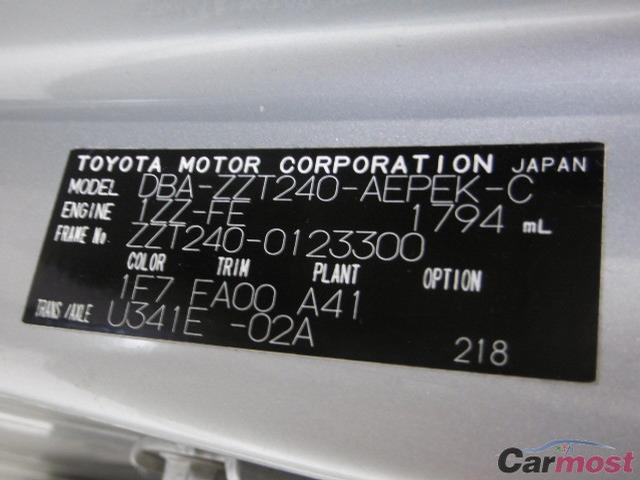 TOYOTA MOTOR CORPORATION JAPAN
MODEL DBA-ZZT240-AEPEK-C
ENGINE 1ZZ-FE 1794 mL
FRAME No. ZZT240-0123300
COLOR TRIM PLANT OPTION
1F7 EA00 A41
TRANS/AXLE U341E -02A
218
Carmost